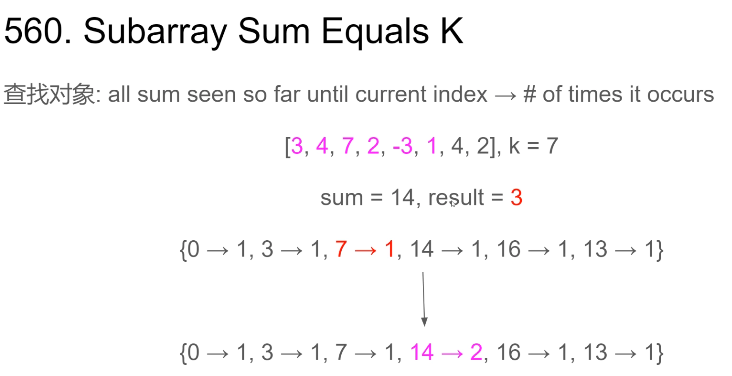 560. Subarray Sum Equals K
查找对象: all sum seen so far until current index → # of times it occurs
[3, 4, 7, 2, -3, 1, 4, 2], k = 7
sum = 14, result = 3
{0 → 1, 3 → 1, 7 → 1, 14 → 1, 16 → 1, 13 → 1}
{0 → 1, 3 → 1, 7 → 1, 14 → 2, 16 → 1, 13 → 1}